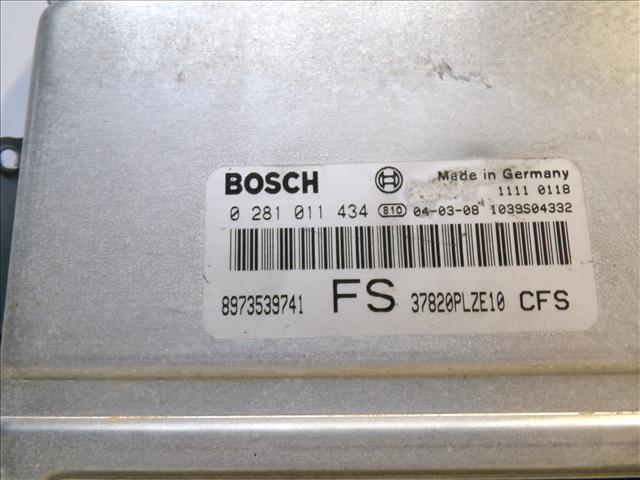 BOSCH Made in Germany
1111 0118
0 281 011 434 810 04-03-08 1039S04332
8973539741 FS 37820PLZE10 CFS